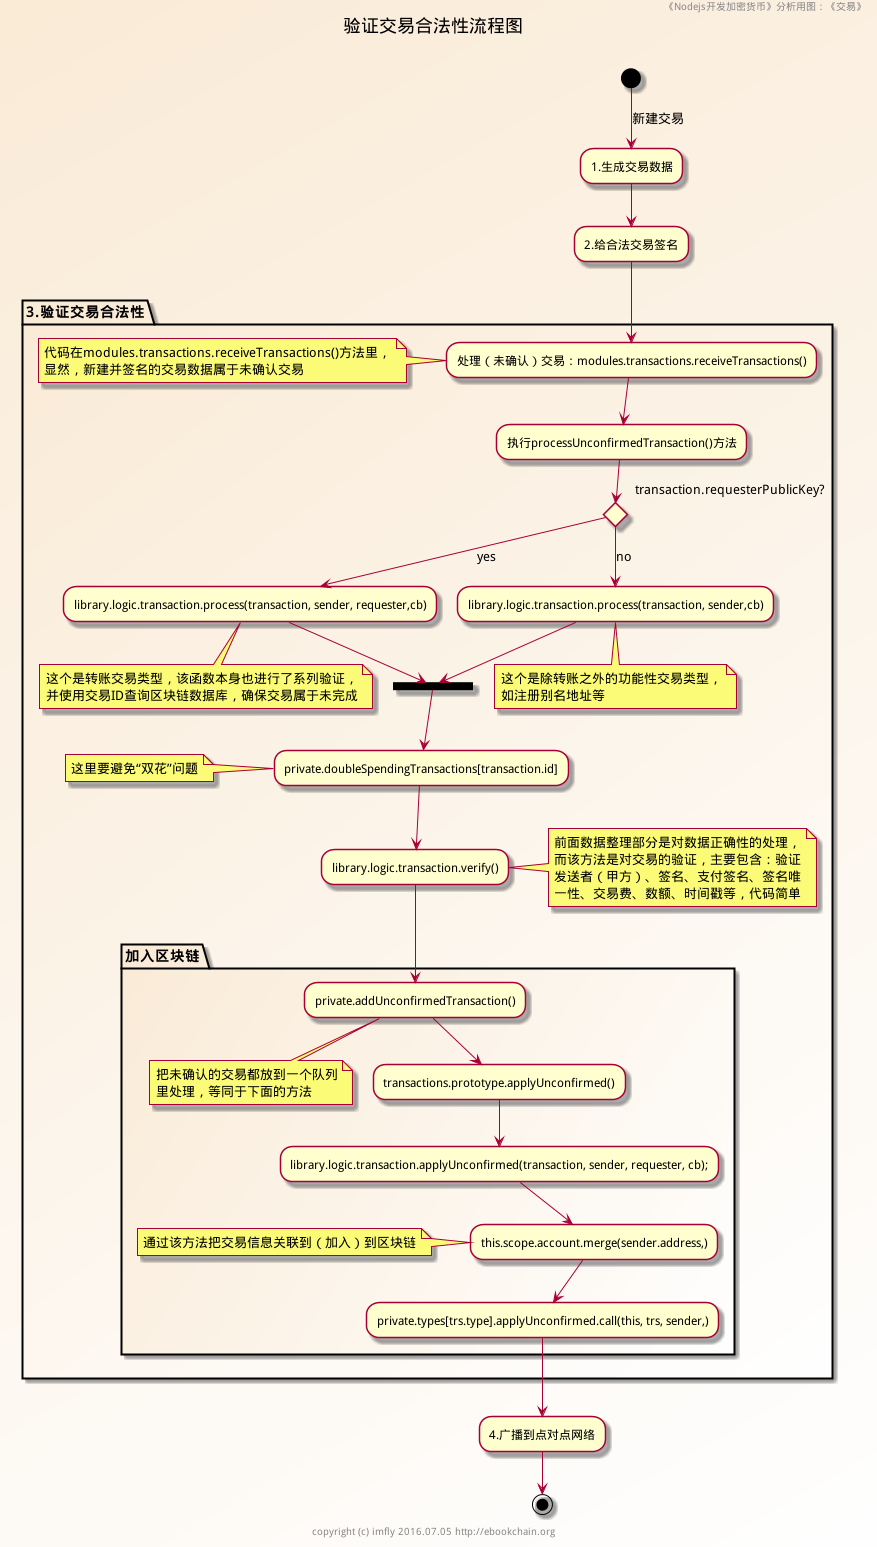 《Nodejs开发加密货币》分析用图：《交易》
验证交易合法性流程图
新建交易
1.生成交易数据
2.给合法交易签名
3.验证交易合法性
代码在modules.transactions.receiveTransactions()方法里，
显然，新建并签名的交易数据属于未确认交易
处理（未确认）交易：modules.transactions.receiveTransactions()
执行processUnconfirmedTransaction()方法
transaction.requesterPublicKey?
yes
no
library.logic.transaction.process(transaction, sender, requester,cb)
library.logic.transaction.process(transaction, sender,cb)
这个是转账交易类型，该函数本身也进行了系列验证，
并使用交易ID查询区块链数据库，确保交易属于未完成
这个是除转账之外的功能性交易类型，
如注册别名地址等
这里要避免“双花”问题
private.doubleSpendingTransactions[transaction.id]
library.logic.transaction.verify()
前面数据整理部分是对数据正确性的处理，
而该方法是对交易的验证，主要包含：验证
发送者（甲方）、签名、支付签名、签名唯
一性、交易费、数额、时间戳等，代码简单
加入区块链
private.addUnconfirmedTransaction()
把未确认的交易都放到一个队列
里处理，等同于下面的方法
transactions.prototype.applyUnconfirmed()
library.logic.transaction.applyUnconfirmed(transaction, sender, requester, cb);
通过该方法把交易信息关联到（加入）到区块链
this.scope.account.merge(sender.address,)
private.types[trs.type].applyUnconfirmed.call(this, trs, sender,)
4.广播到点对点网络
copyright (c) imfly 2016.07.05 http://ebookchain.org